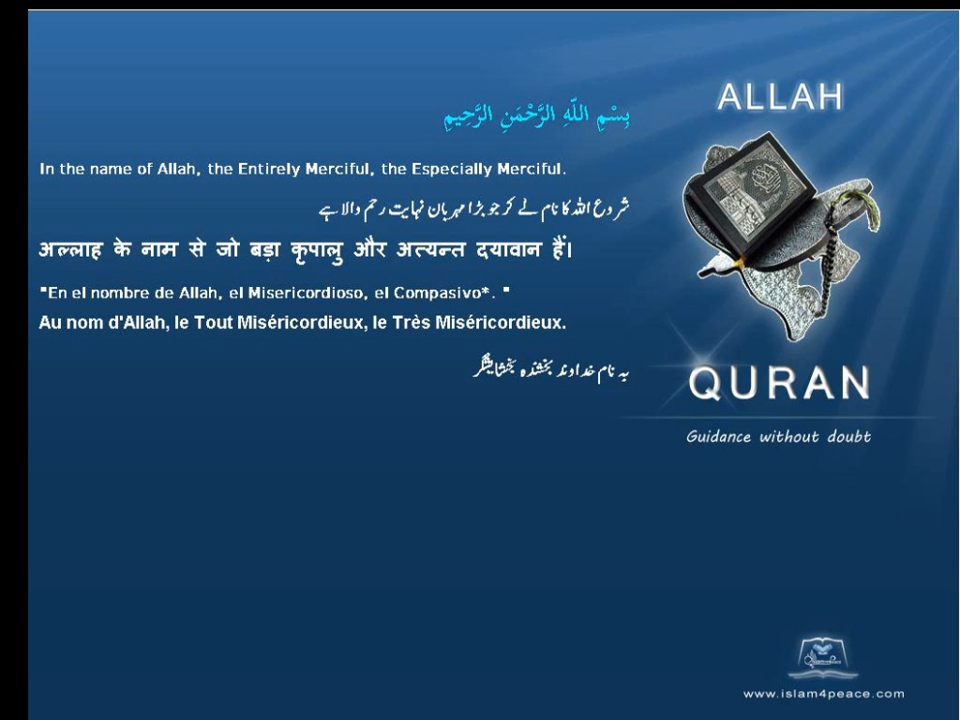 بِسْمِ اللَّهِ الرَّحْمَنِ الرَّحِيمِ
In the name of Allah, the Entirely Merciful, the Especially Merciful.
شروع اللہ کا نام لے کر جو بڑا مہربان نہایت رحم والا ہے
अल्लाह के नाम से जो बड़ा कृपालु और अत्यन्त दयावान हैं।
"En el nombre de Allah, el Misericordioso, el Compasivo*. "
Au nom d'Allah, le Tout Miséricordieux, le Très Miséricordieux.
به نام خداوند بخشنده بخشایشگر
ALLAH
QURAN
Guidance without doubt
www.islam4peace.com